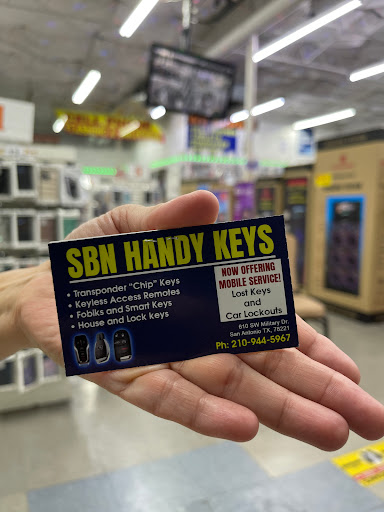 SBN HANDY KEYS
• Transponder "Chip" Keys
• Keyless Access Remotes
• Fobiks and Smart Keys
• House and Lock keys
NOW OFFERING
MOBILE SERVICE!
Lost Keys
and
Car Lockouts
810 SW Military Dr.
San Antonio TX, 78221
Ph: 210-944-5967